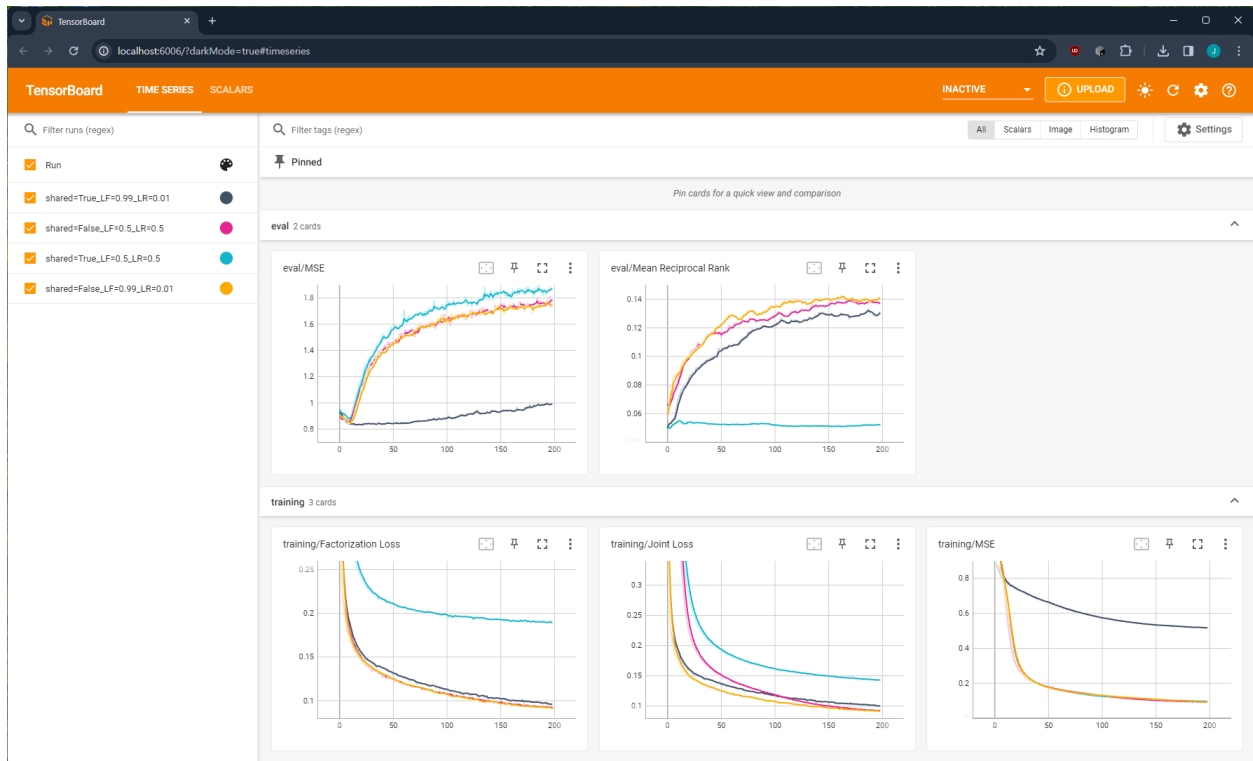 TensorBoard
localhost:6006/?darkMode=true#timeseries
J
TensorBoard TIME SERIES SCALARS INACTIVE UPLOAD
Filter runs (regex) Filter tags (regex) All Scalars Image Histogram Settings
Run
Pinned
shared=True_LF=0.99_LR=0.01
shared=False_LF=0.5_LR=0.5
shared=True_LF=0.5_LR=0.5
shared=False_LF=0.99_LR=0.01
Pin cards for a quick view and comparison
eval 2 cards
eval/MSE
1.8
1.6
1.4
1.2
1
0.8
0 50 100 150 200
eval/Mean Reciprocal Rank
0.14
0.12
0.1
0.08
0.06
0 50 100 150 200
training 3 cards
training/Factorization Loss
0.25
0.2
0.15
0.1
0 50 100 150 200
training/Joint Loss
0.3
0.25
0.2
0.15
0.1
0 50 100 150 200
training/MSE
0.8
0.6
0.4
0.2
0 50 100 150 200